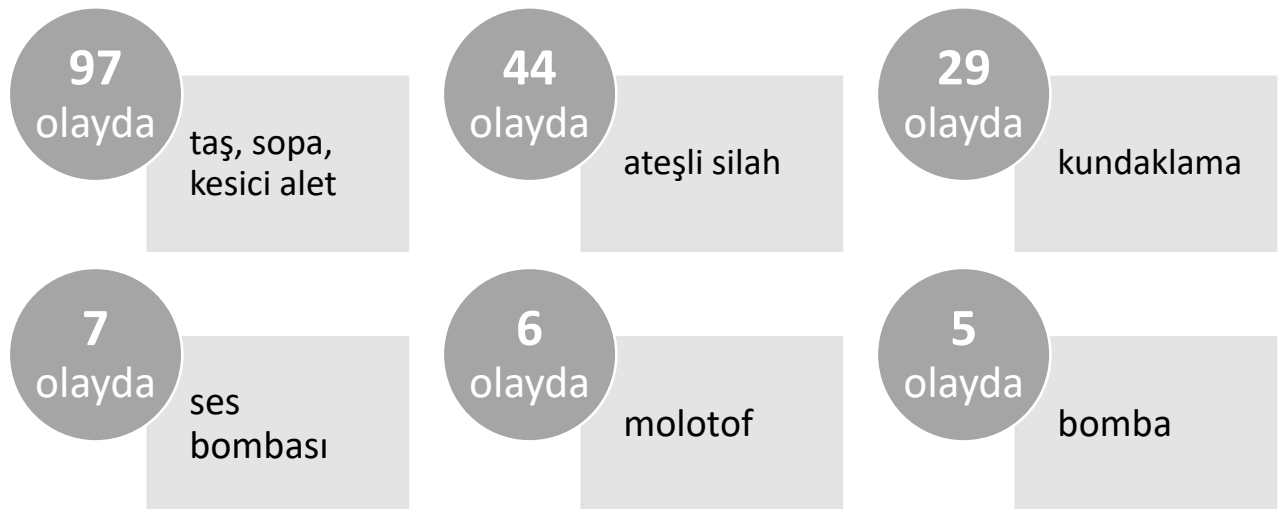 97
olayda
taş, sopa,
kesici alet
44
olayda
ateşli silah
29
olayda
kundaklama
7
olayda
ses
bombası
6
olayda
molotof
5
olayda
bomba